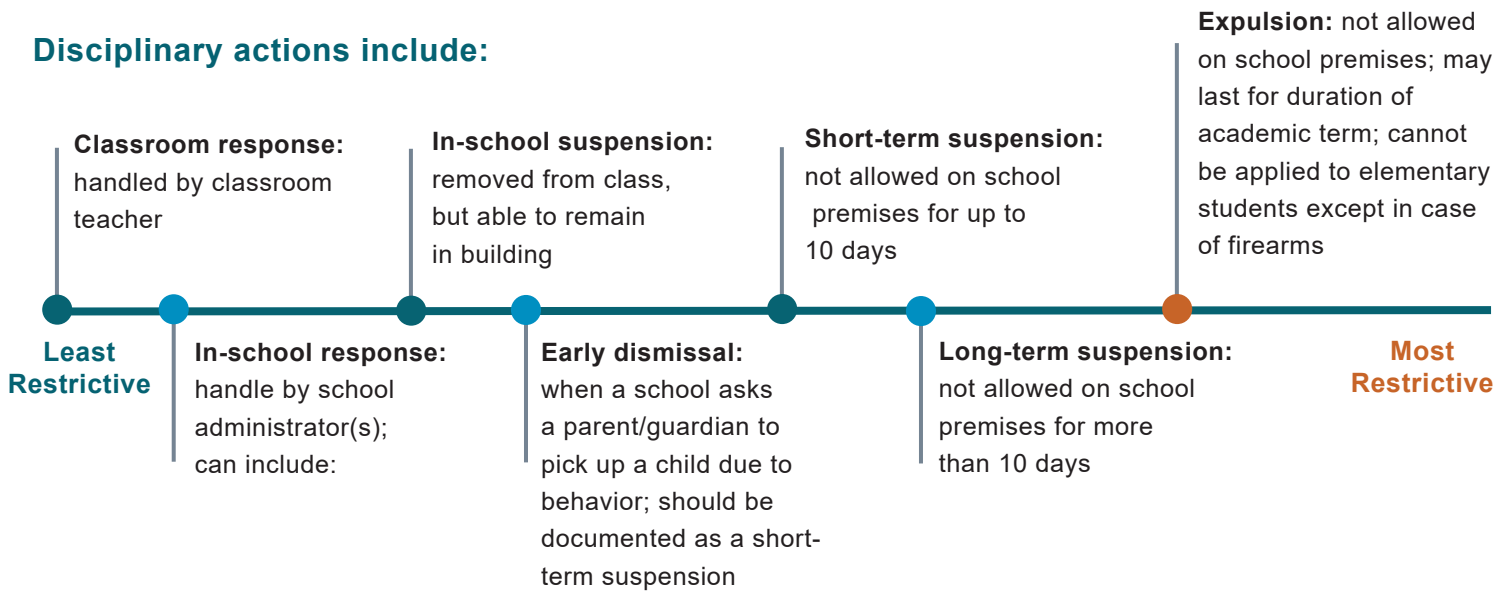 Disciplinary actions include:
Classroom response:
handled by classroom
teacher
In-school suspension:
removed from class,
but able to remain
in building
Short-term suspension:
not allowed on school
premises for up to
10 days
Expulsion: not allowed
on school premises; may
last for duration of
academic term; cannot
be applied to elementary
students except in case
of firearms
Least
Restrictive
In-school response:
handle by school
administrator(s);
can include:
Early dismissal:
when a school asks
a parent/guardian to
pick up a child due to
behavior; should be
documented as a short-
term suspension
Long-term suspension:
not allowed on school
premises for more
than 10 days
Most
Restrictive